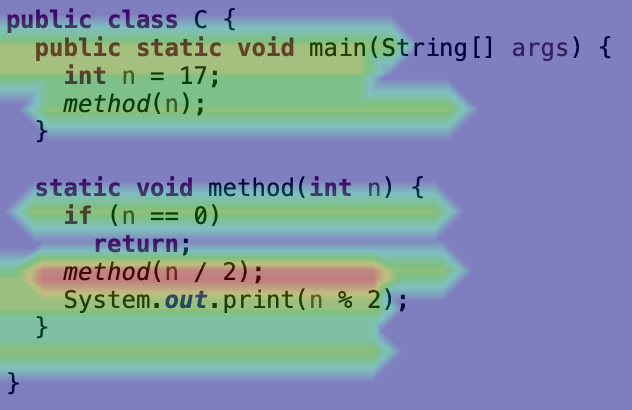 public class C {
  public static void main(String[] args) {
    int n = 17;
    method(n);
  }

  static void method(int n) {
    if (n == 0)
      return;
    method(n / 2);
    System.out.print(n % 2);
  }

}